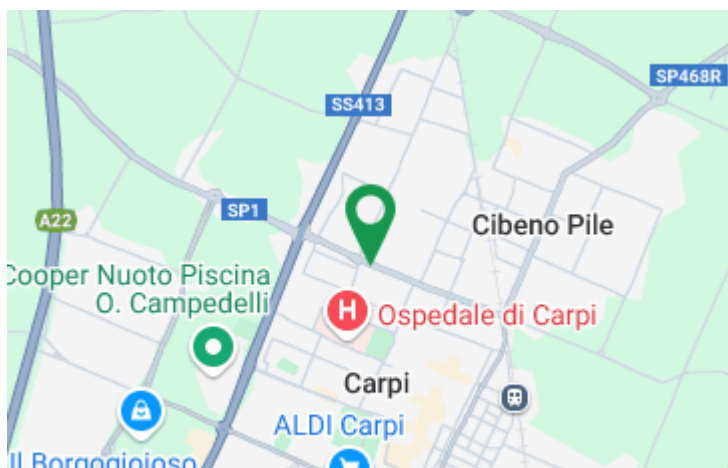 SP468R
SS413
SP1
A22
Cibeno Pile
Cooper Nuoto Piscina
O. Campedelli
H
Ospedale di Carpi
Carpi
ALDI Carpi
Il Borgogioioso